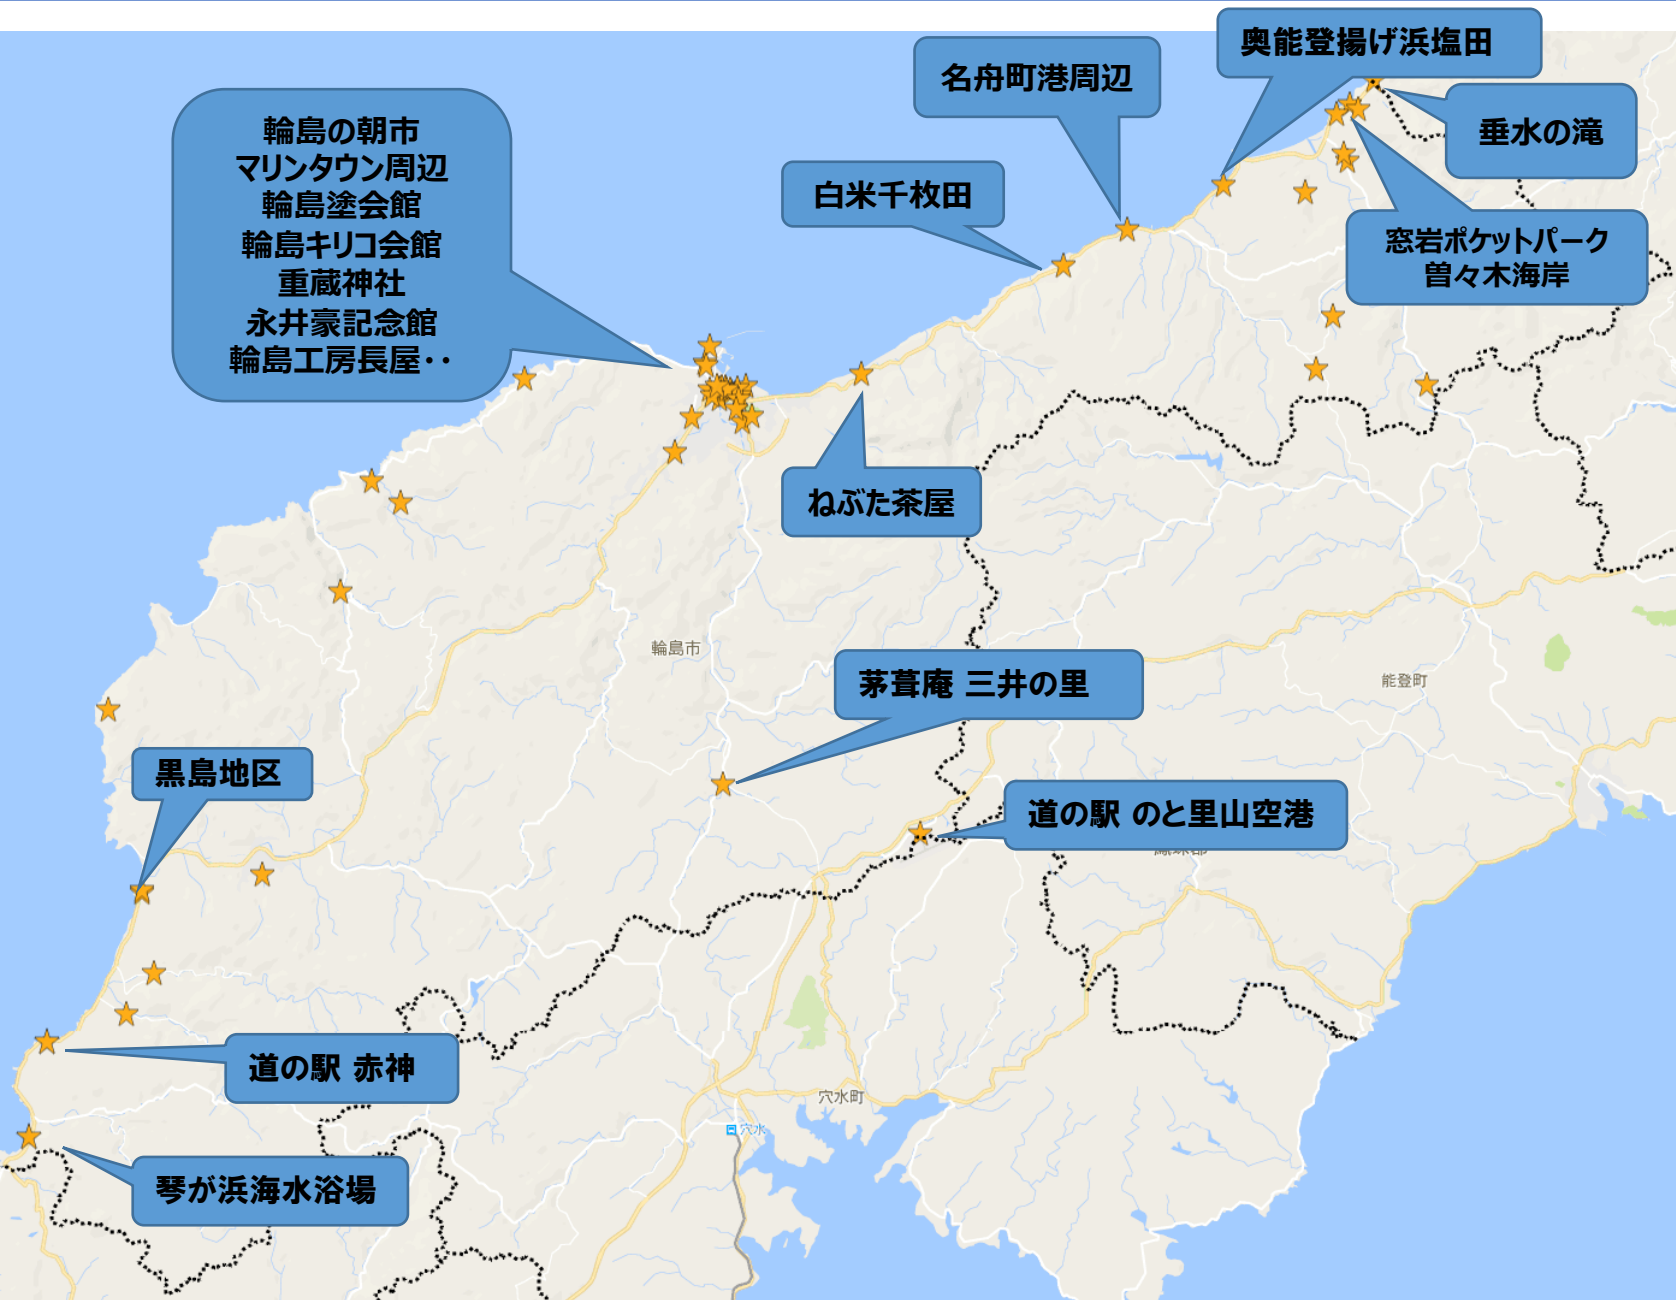 奥能登揚げ浜塩田
名舟町港周辺
垂水の滝
輪島の朝市
マリンタウン周辺
輪島塗会館
輪島キリコ会館
重蔵神社
永井豪記念館
輪島工房長屋・・
白米千枚田
窓岩ポケットパーク
曽々木海岸
ねぶた茶屋
輪島市
茅葺庵 三井の里
能登町
黒島地区
道の駅 のと里山空港
道の駅 赤神
穴水町
穴水
琴が浜海水浴場